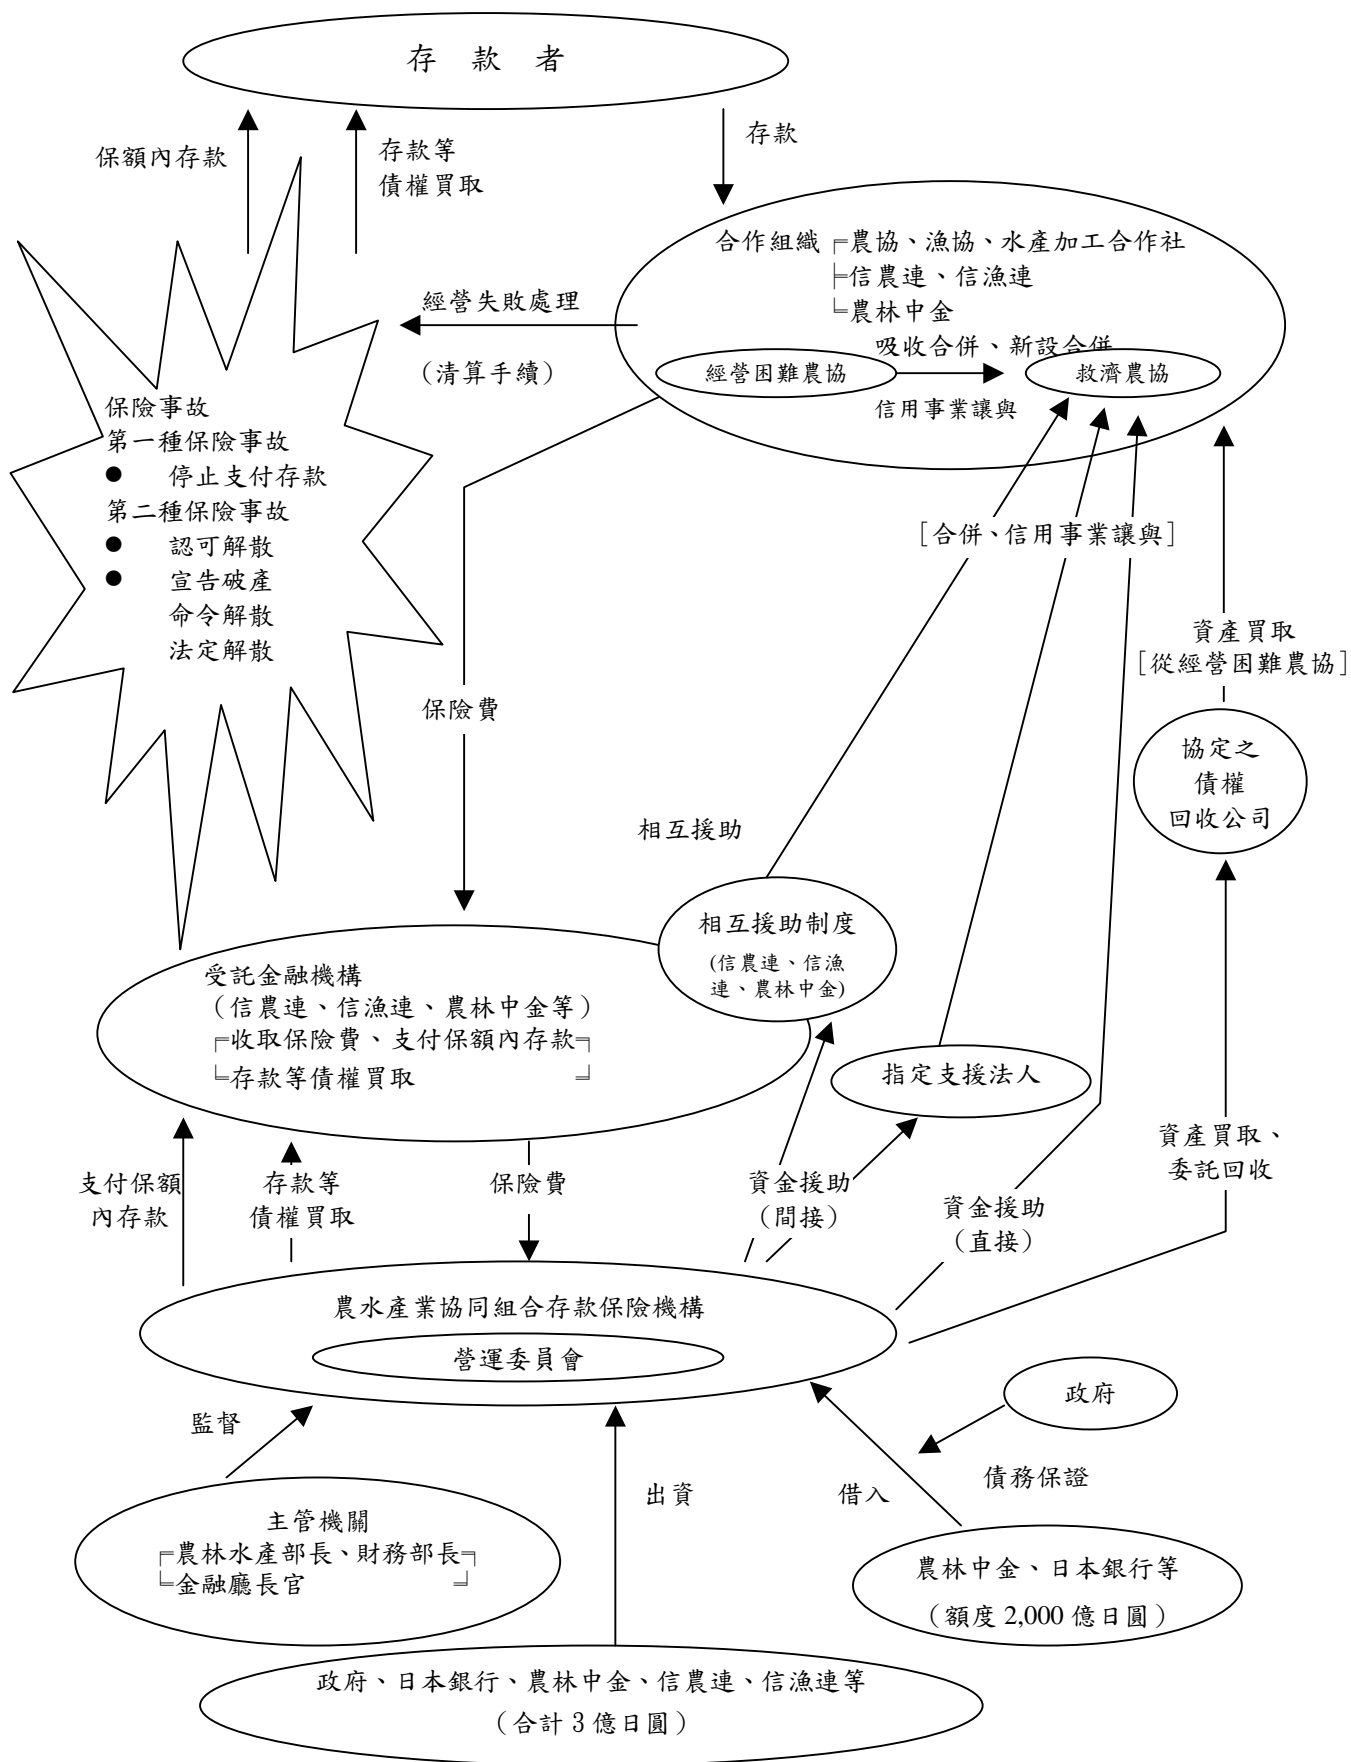 存款者
保額內存款
存款等
債權買取
存款
合作組織╒農協、漁協、水產加工合作社
╞信農連、信漁連
╘農林中金
吸收合併、新設合併
經營困難農協
救濟農協
信用事業讓與
經營失敗處理
(清算手續)
保險事故
第一種保險事故
● 停止支付存款
第二種保險事故
● 認可解散
● 宣告破產
命令解散
法定解散
[合併、信用事業讓與]
資產買取
[從經營困難農協]
保險費
協定之
債權
回收公司
相互援助
相互援助制度
(信農連、信漁
連、農林中金)
受託金融機構
(信農連、信漁連、農林中金等)
╒收取保險費、支付保額內存款╕
╘存款等債權買取╛
指定支援法人
支付保額
內存款
存款等
債權買取
保險費
資金援助
(間接)
資金援助
(直接)
資產買取、
委託回收
農水產業協同組合存款保險機構
營運委員會
監督
出資
借入
政府
債務保證
主管機關
╒農林水產部長、財務部長╕
╘金融廳長官╛
農林中金、日本銀行等
(額度 2,000 億日圓)
政府、日本銀行、農林中金、信農連、信漁連等
(合計 3 億日圓)